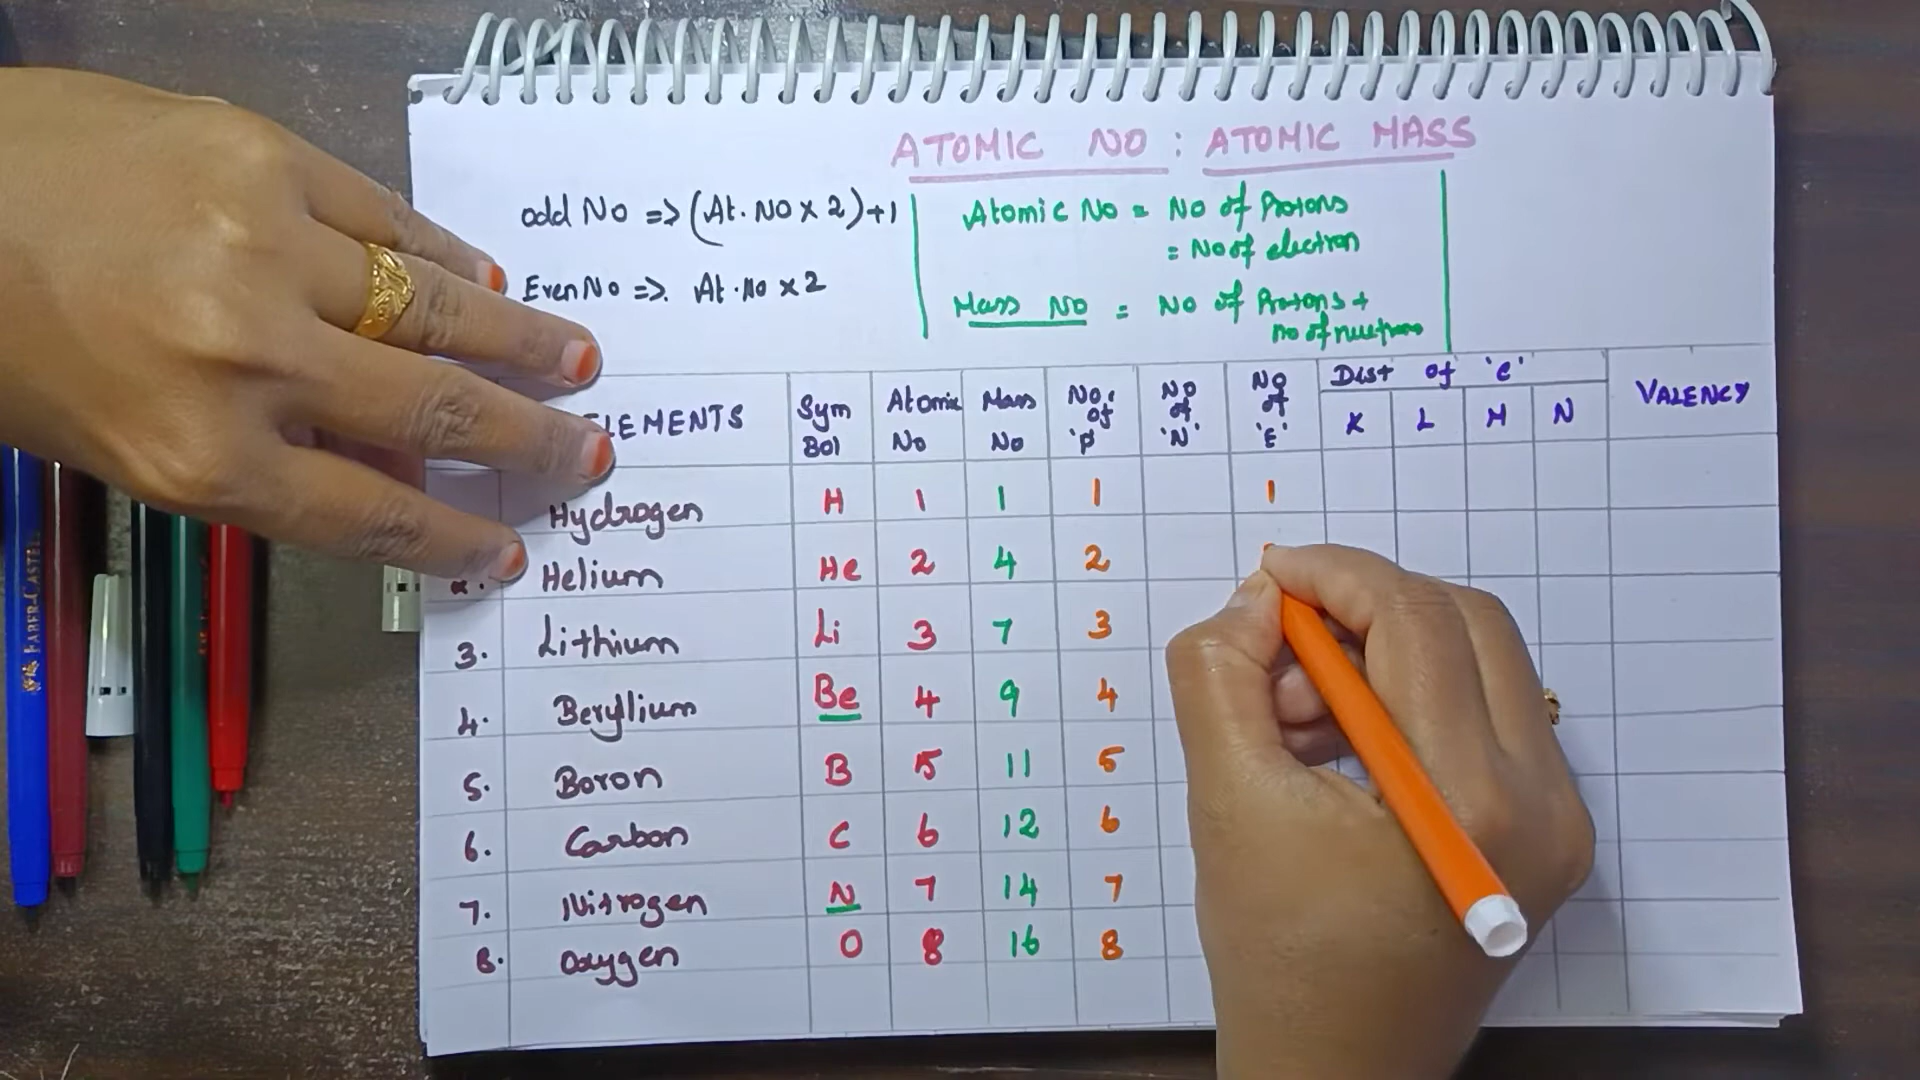 ATOMIC NO : ATOMIC MASS
odd No => (At. NO x 2)+1
Even No =>. At. No x 2
Atomic No = No of Protons
= No of electron
Mass No = No of Protons +
no of neutrons
LEMENTS
Sym
Bol
Atomic
No
Mass
No
No.
of
'P'
No
of
'N'
No
of
'E'
Dist of 'e'
K L M N
VALENCY
Hydrogen H 1 1 1 1
2. Helium He 2 4 2
3. Lithium Li 3 7 3
4. Beryllium Be 4 9 4
5. Boron B 5 11 5
6. Carbon C 6 12 6
7. Nitrogen N 7 14 7
8. Oxygen O 8 16 8